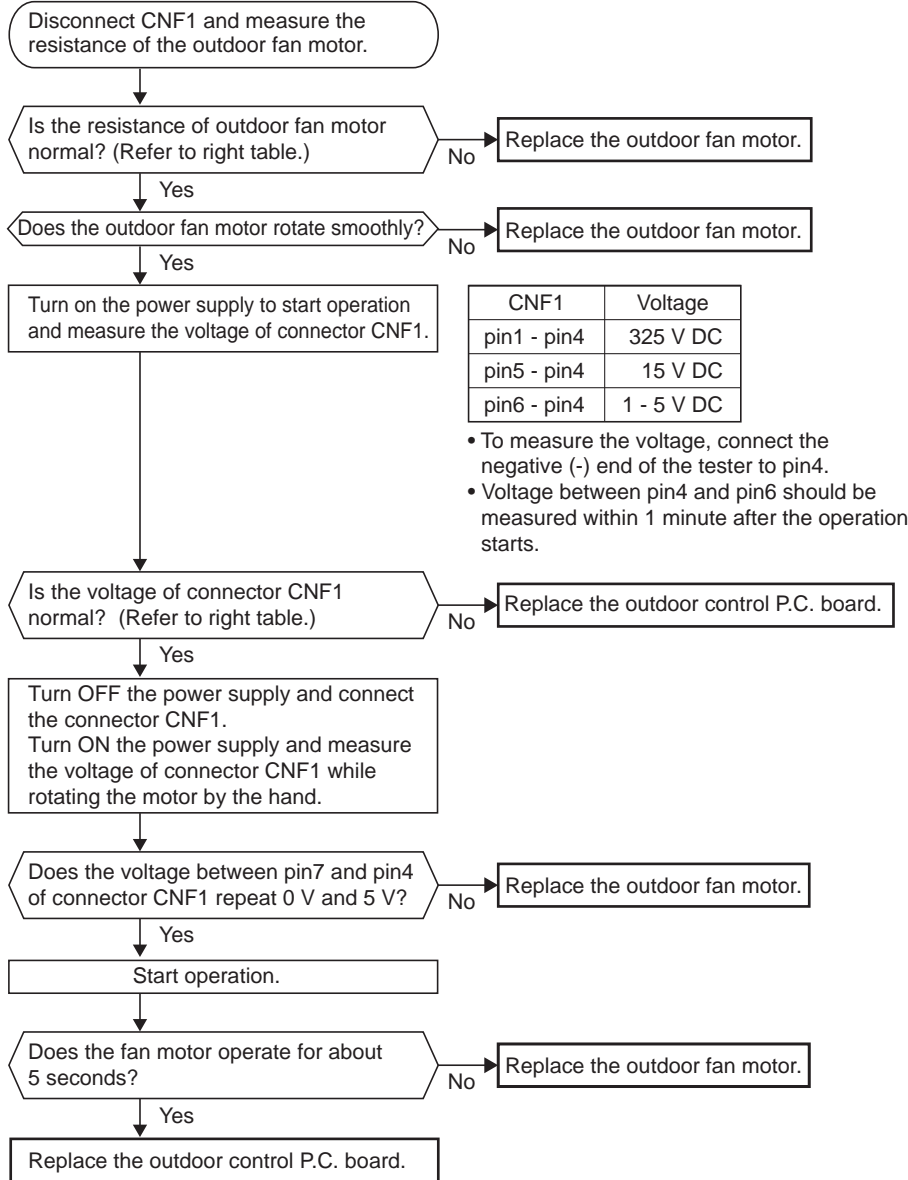 Disconnect CNF1 and measure the
resistance of the outdoor fan motor.
Is the resistance of outdoor fan motor
normal? (Refer to right table.)
No
Replace the outdoor fan motor.
Yes
Does the outdoor fan motor rotate smoothly?
No
Replace the outdoor fan motor.
Yes
Turn on the power supply to start operation
and measure the voltage of connector CNF1.
CNF1 Voltage
pin1 - pin4 325 V DC
pin5 - pin4 15 V DC
pin6 - pin4 1 - 5 V DC
• To measure the voltage, connect the
negative (-) end of the tester to pin4.
• Voltage between pin4 and pin6 should be
measured within 1 minute after the operation
starts.
Is the voltage of connector CNF1
normal? (Refer to right table.)
No
Replace the outdoor control P.C. board.
Yes
Turn OFF the power supply and connect
the connector CNF1.
Turn ON the power supply and measure
the voltage of connector CNF1 while
rotating the motor by the hand.
Does the voltage between pin7 and pin4
of connector CNF1 repeat 0 V and 5 V?
No
Replace the outdoor fan motor.
Yes
Start operation.
Does the fan motor operate for about
5 seconds?
No
Replace the outdoor fan motor.
Yes
Replace the outdoor control P.C. board.